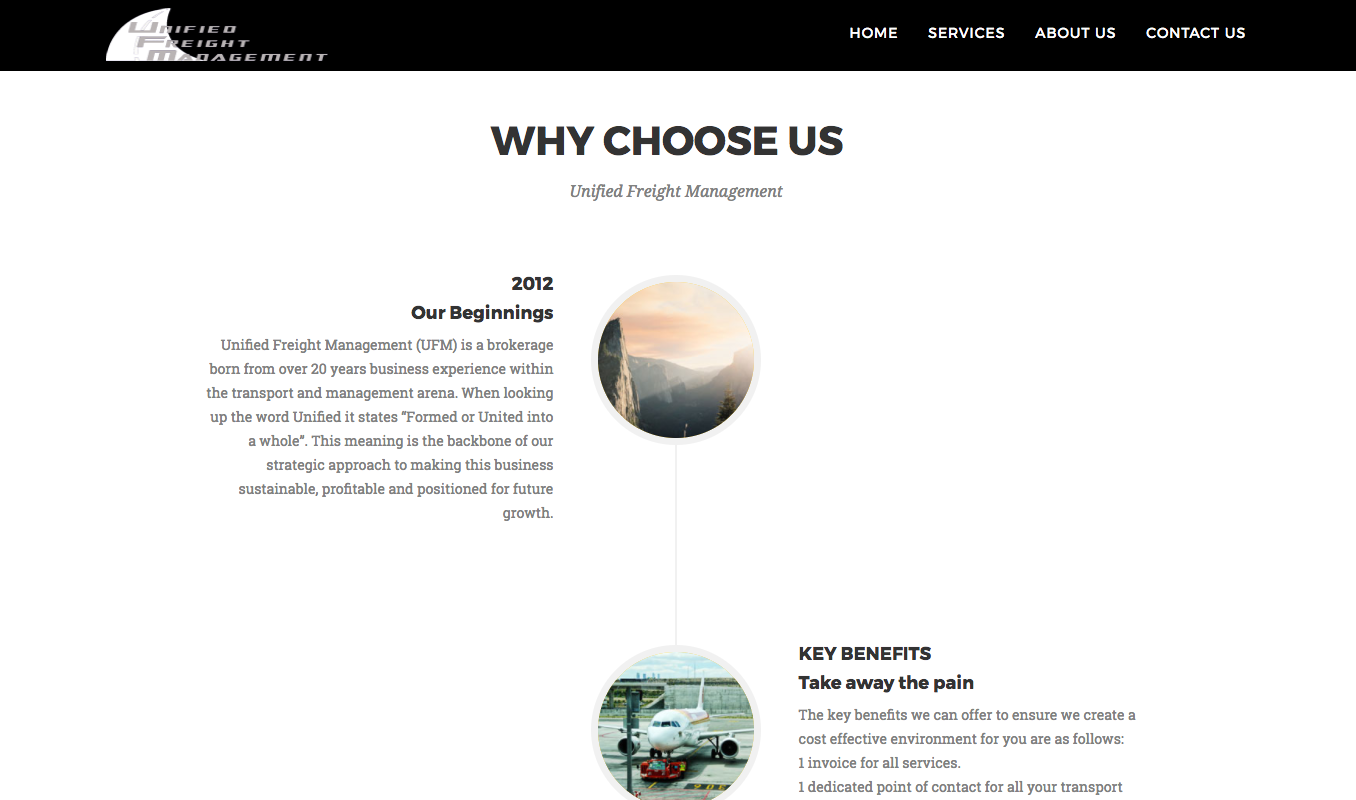 Unified
Freight
Management
HOME SERVICES ABOUT US CONTACT US
WHY CHOOSE US
Unified Freight Management
2012
Our Beginnings
Unified Freight Management (UFM) is a brokerage
born from over 20 years business experience within
the transport and management arena. When looking
up the word Unified it states “Formed or United into
a whole”. This meaning is the backbone of our
strategic approach to making this business
sustainable, profitable and positioned for future
growth.
KEY BENEFITS
Take away the pain
The key benefits we can offer to ensure we create a
cost effective environment for you are as follows:
1 invoice for all services.
1 dedicated point of contact for all your transport